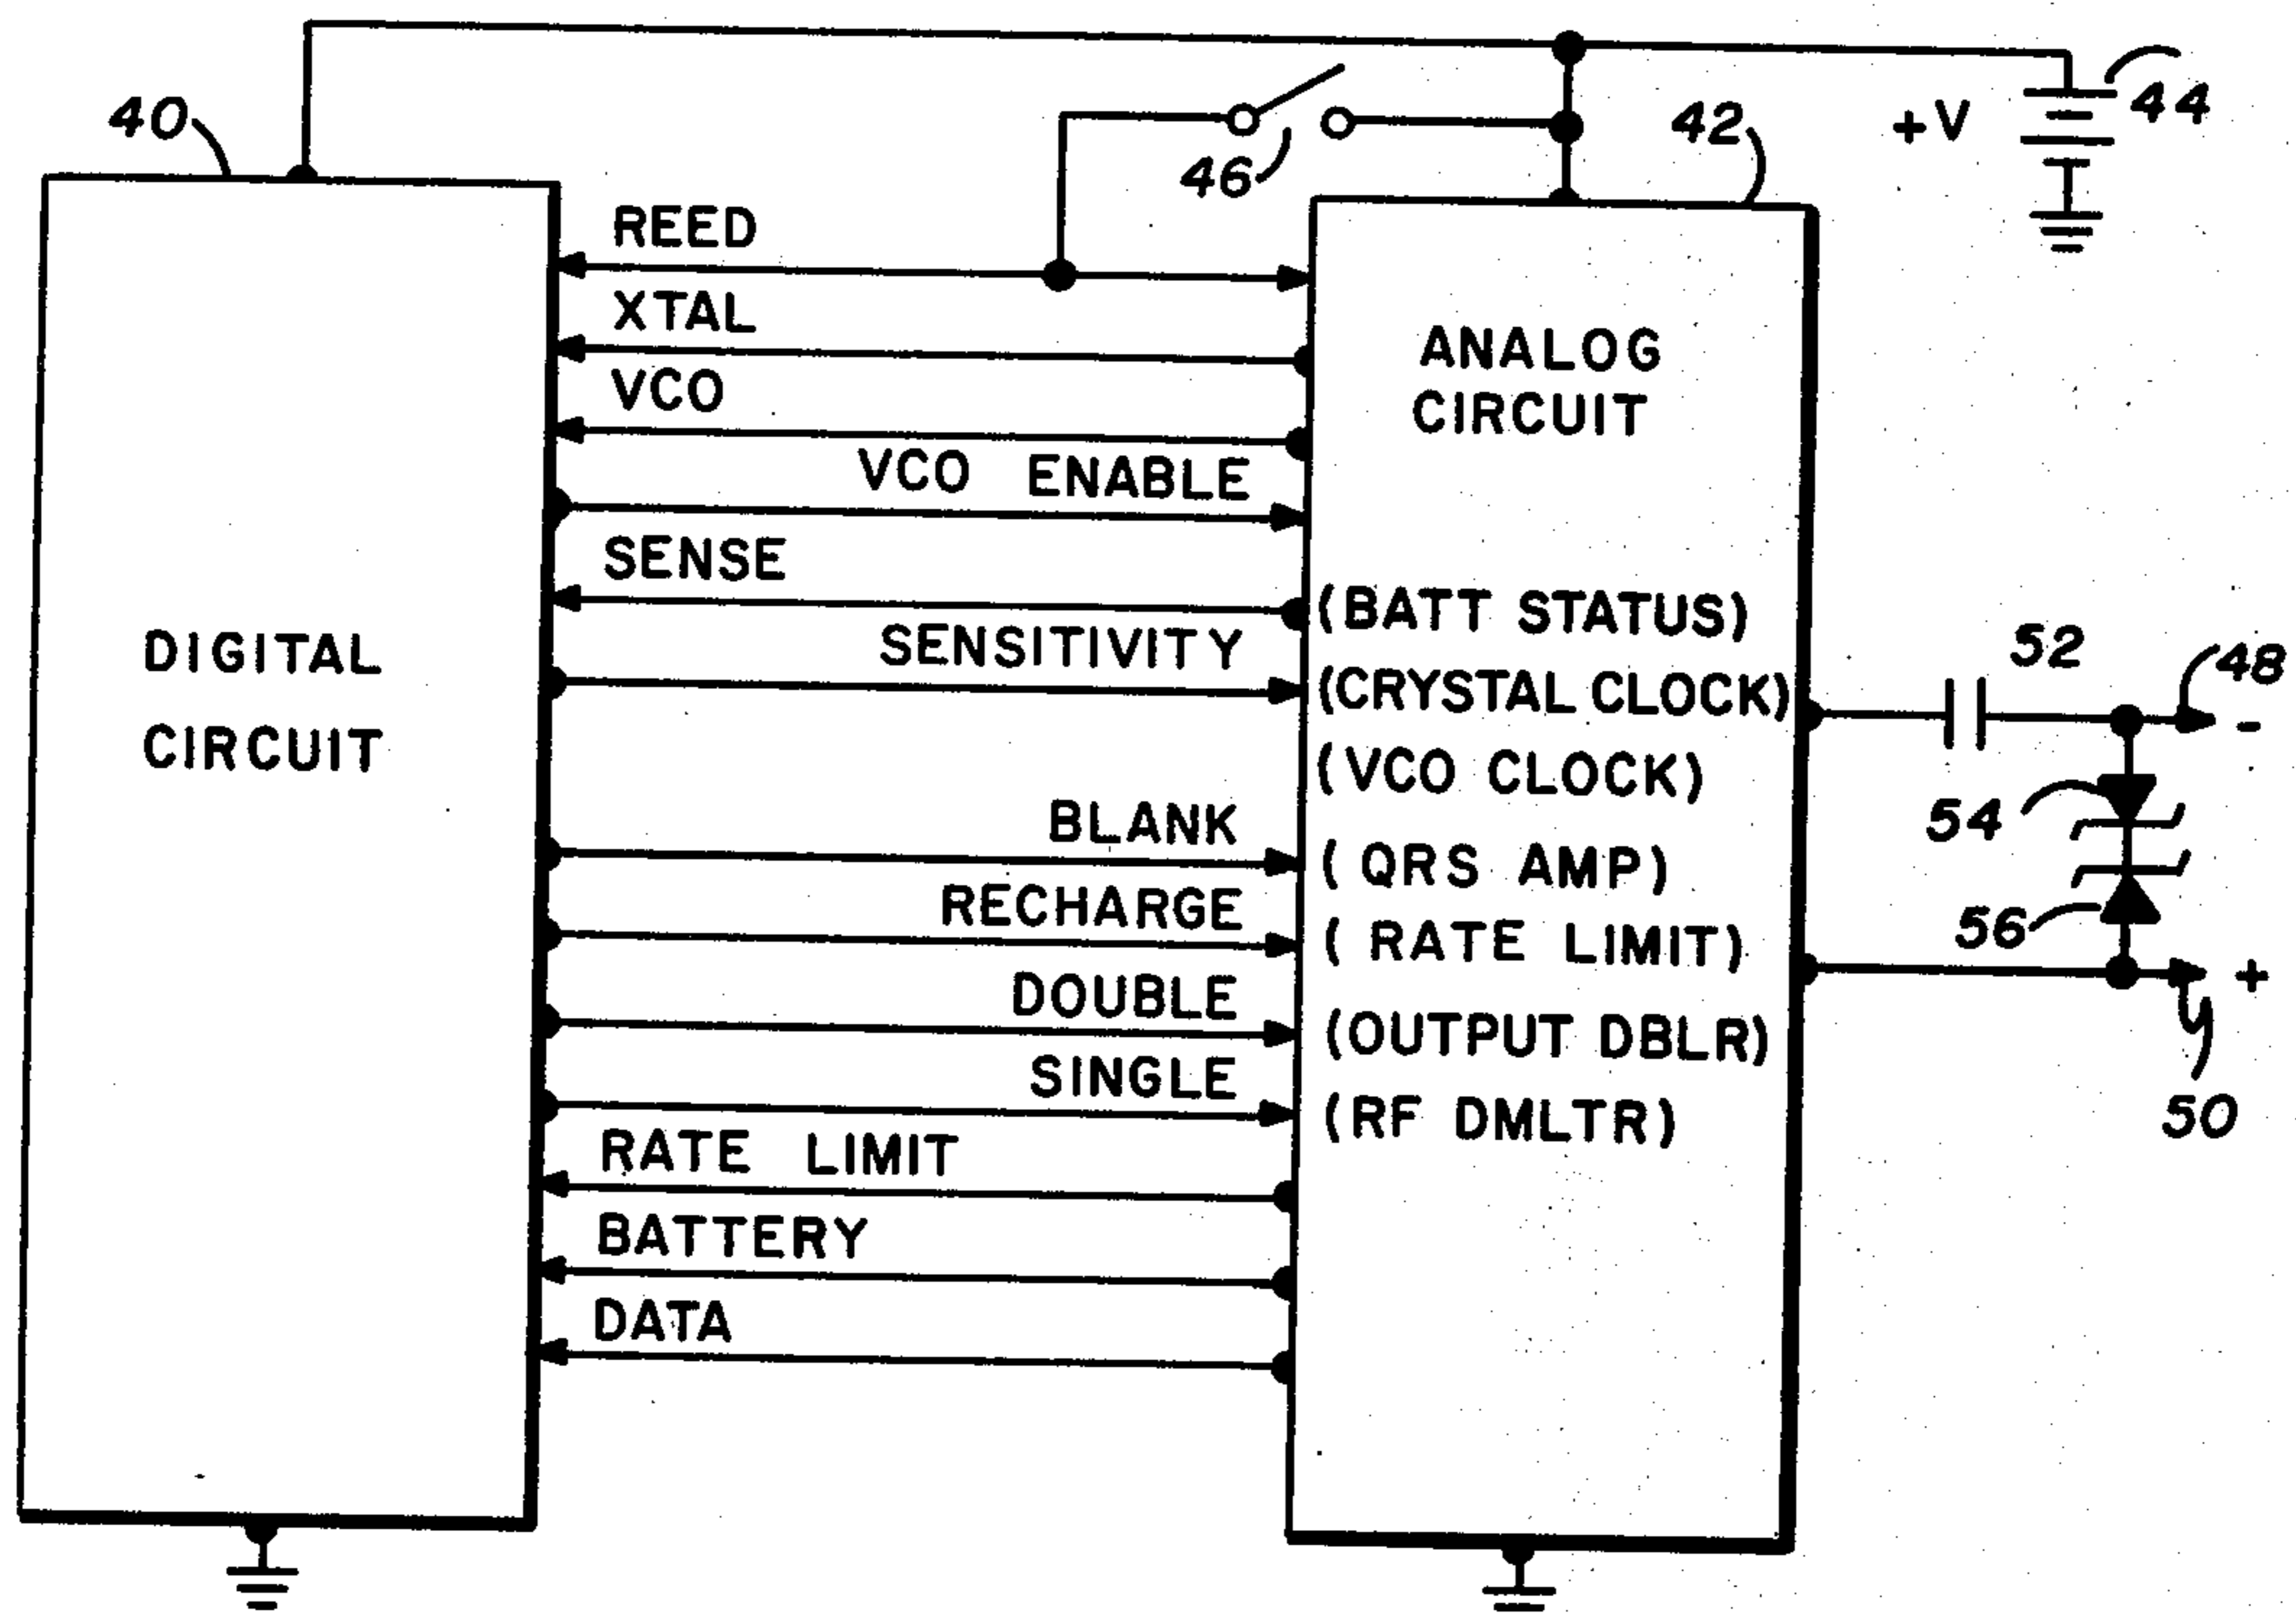 40
42
+V
44
46
REED
XTAL
ANALOG
CIRCUIT
VCO
VCO ENABLE
SENSE
(BATT STATUS)
SENSITIVITY
(CRYSTAL CLOCK)
DIGITAL
CIRCUIT
(VCO CLOCK)
52
48
-
54
BLANK
(QRS AMP)
RECHARGE
(RATE LIMIT)
56
+
DOUBLE
(OUTPUT DBLR)
50
SINGLE
(RF DMLTR)
RATE LIMIT
BATTERY
DATA